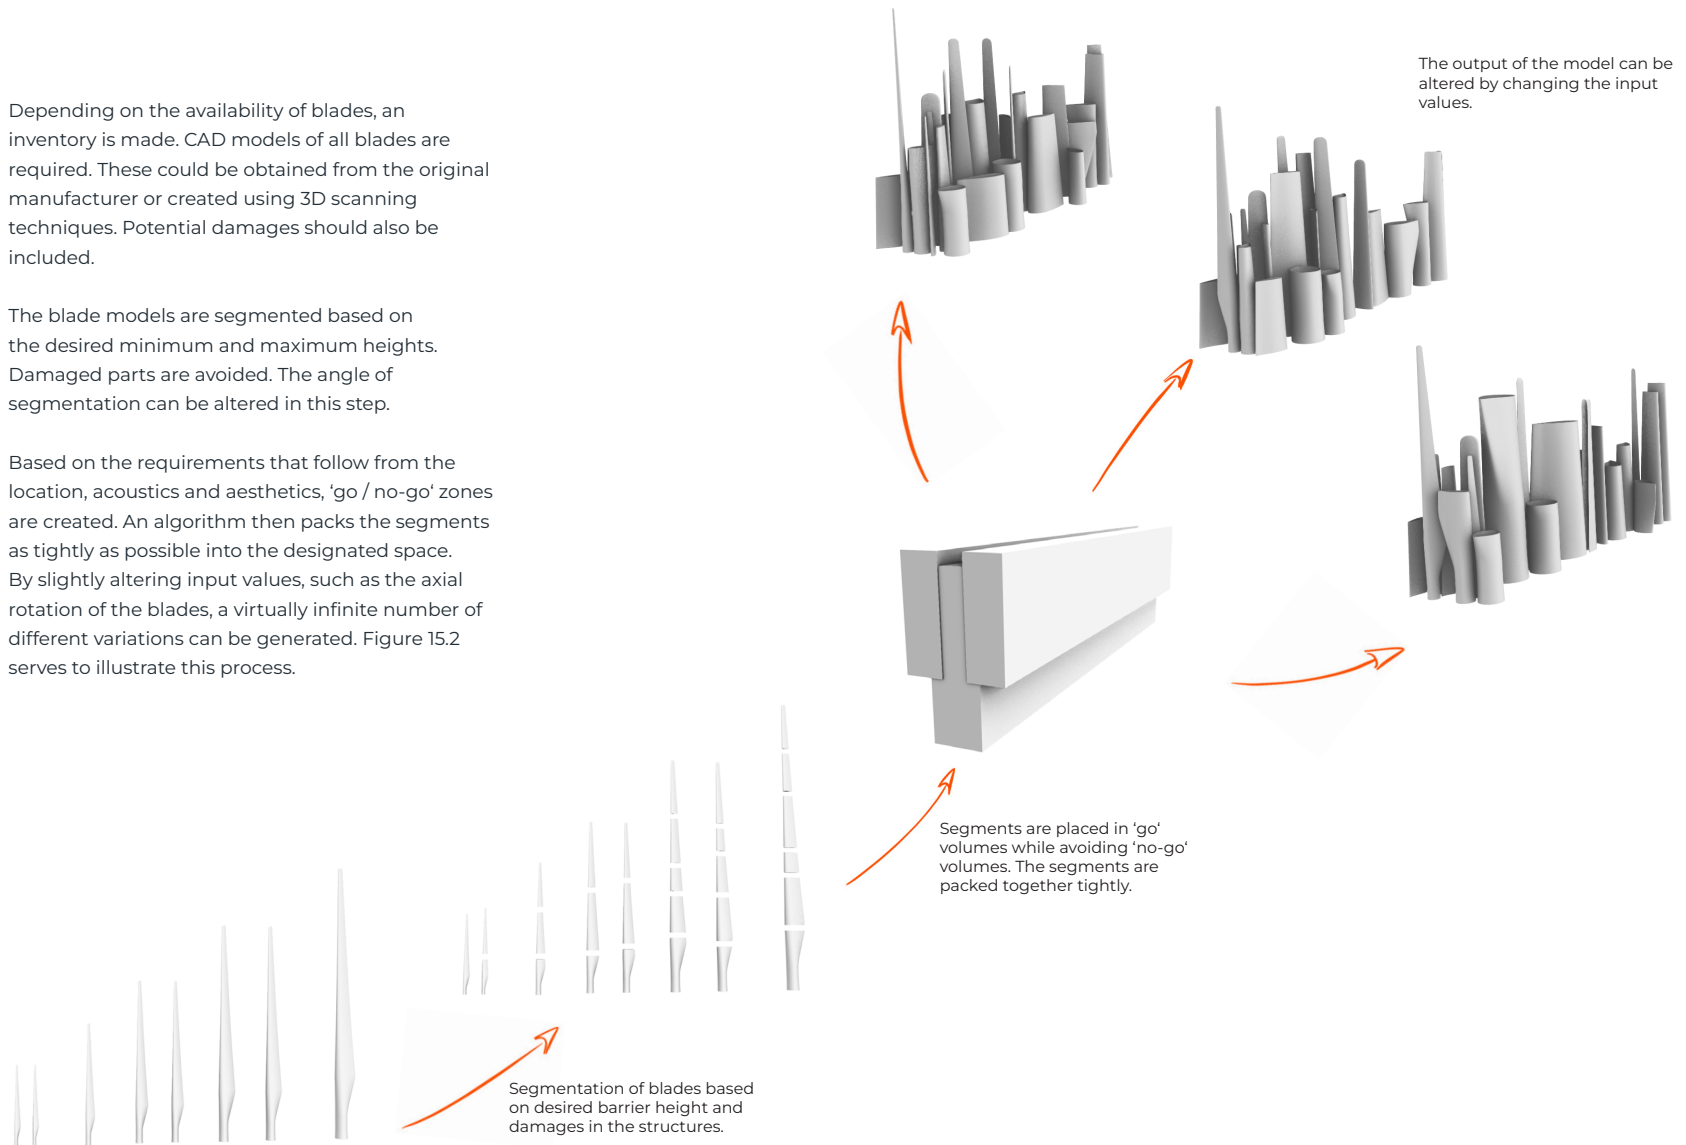 Depending on the availability of blades, an
inventory is made. CAD models of all blades are
required. These could be obtained from the original
manufacturer or created using 3D scanning
techniques. Potential damages should also be
included.
The blade models are segmented based on
the desired minimum and maximum heights.
Damaged parts are avoided. The angle of
segmentation can be altered in this step.
Based on the requirements that follow from the
location, acoustics and aesthetics, ‘go / no-go‘ zones
are created. An algorithm then packs the segments
as tightly as possible into the designated space.
By slightly altering input values, such as the axial
rotation of the blades, a virtually infinite number of
different variations can be generated. Figure 15.2
serves to illustrate this process.
The output of the model can be
altered by changing the input
values.
Segments are placed in ‘go‘
volumes while avoiding ‘no-go‘
volumes. The segments are
packed together tightly.
Segmentation of blades based
on desired barrier height and
damages in the structures.